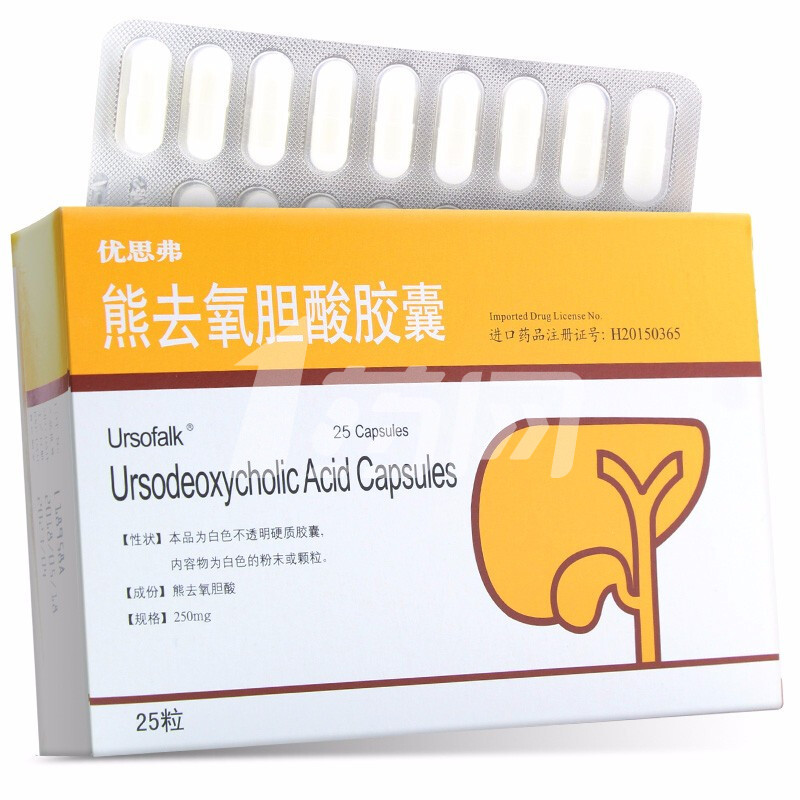 优思弗
熊去氧胆酸胶囊
Imported Drug License No.
进口药品注册证号: H20150365
1药网
Ursofalk®
25 Capsules
Ursodeoxycholic Acid Capsules
【性状】本品为白色不透明硬质胶囊,
内容物为白色的粉末或颗粒。
【成份】熊去氧胆酸
【规格】250mg
25粒